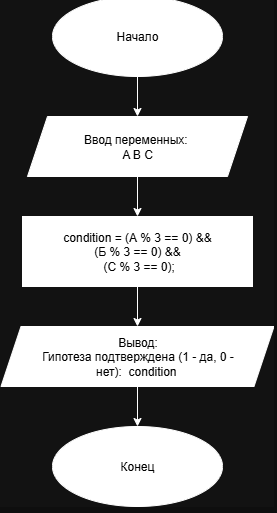 Начало
Ввод переменных:
A B C
condition = (А % 3 == 0) &&
(Б % 3 == 0) &&
(С % 3 == 0);
Вывод:
Гипотеза подтверждена (1 - да, 0 -
нет): condition
Конец